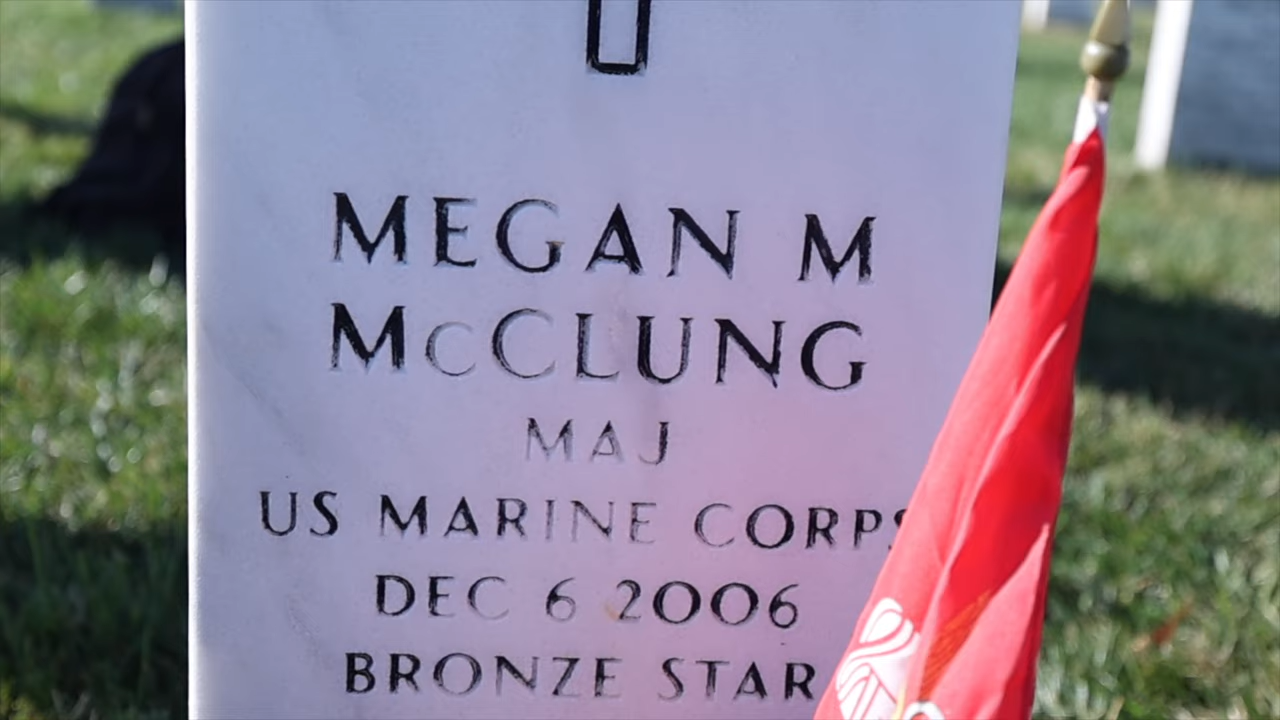 MEGAN M
McCLUNG
MAJ
US MARINE CORPS
DEC 6 2006
BRONZE STAR